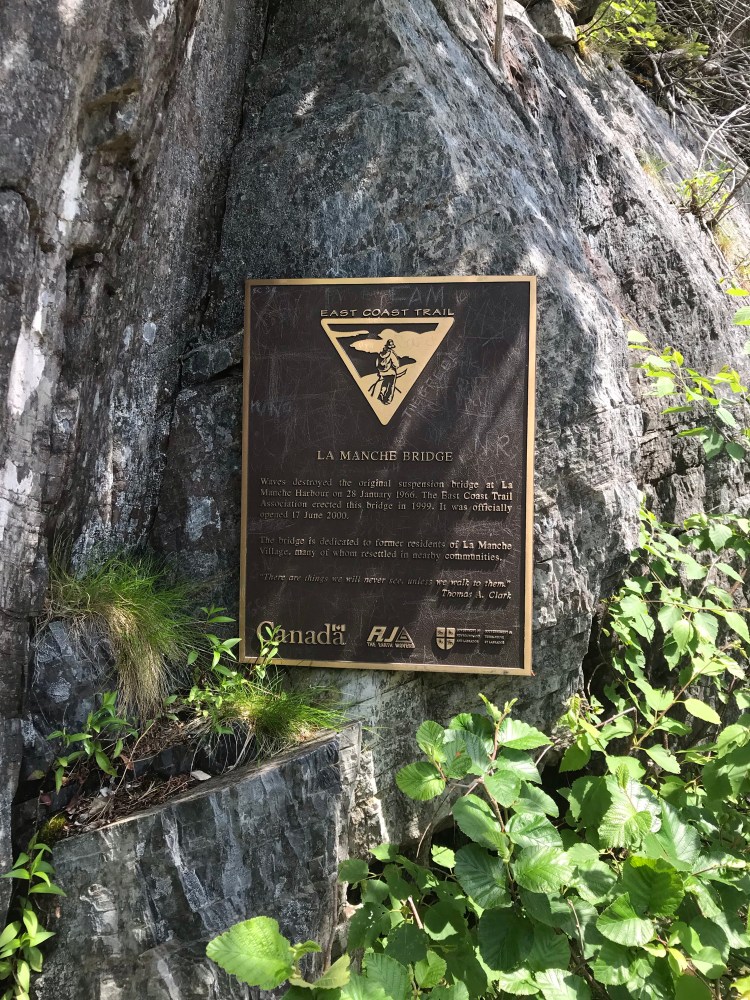 EAST COAST TRAIL
LA MANCHE BRIDGE
Waves destroyed the original suspension bridge at La
Manche Harbour on 28 January 1966. The East Coast Trail
Association erected this bridge in 1999. It was officially
opened 17 June 2000.
The bridge is dedicated to former residents of La Manche
Village, many of whom resettled in nearby communities.
"There are things we will never see, unless we walk to them."
Thomas A. Clark
Canada
THE EARTH MOVERS